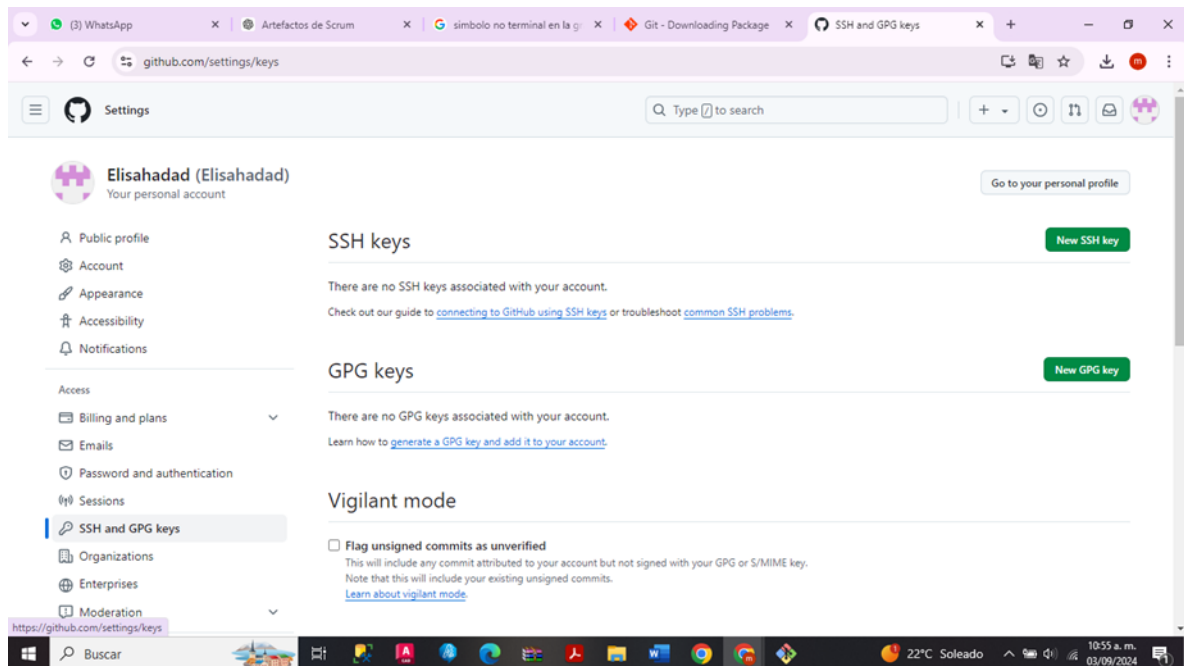 (3) WhatsApp
Artefactos de Scrum
simbolo no terminal en la g
Git - Downloading Package
SSH and GPG keys
github.com/settings/keys
m
Settings
Type / to search
Elisahadad (Elisahadad)
Your personal account
Go to your personal profile
Public profile
Account
Appearance
Accessibility
Notifications
Access
Billing and plans
Emails
Password and authentication
Sessions
SSH and GPG keys
Organizations
Enterprises
Moderation
SSH keys
New SSH key
There are no SSH keys associated with your account.
Check out our guide to connecting to GitHub using SSH keys or troubleshoot common SSH problems.
GPG keys
New GPG key
There are no GPG keys associated with your account.
Learn how to generate a GPG key and add it to your account.
Vigilant mode
Flag unsigned commits as unverified
This will include any commit attributed to your account but not signed with your GPG or S/MIME key.
Note that this will include your existing unsigned commits.
Learn about vigilant mode.
https://github.com/settings/keys
Buscar
22°C Soleado
10:55 a. m.
03/09/2024